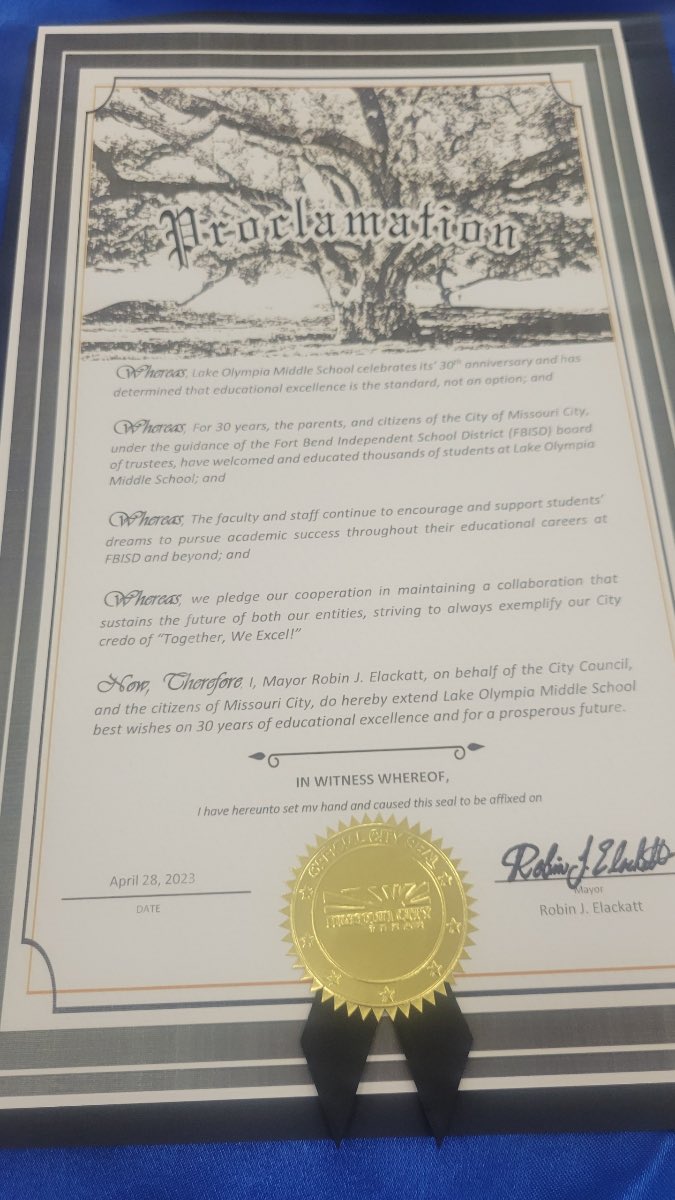 Proclamation
Whereas, Lake Olympia Middle School celebrates its' 30th anniversary and has
determined that educational excellence is the standard, not an option; and
Whereas, For 30 years, the parents, and citizens of the City of Missouri City,
under the guidance of the Fort Bend Independent School District (FBISD) board
of trustees, have welcomed and educated thousands of students at Lake Olympia
Middle School; and
Whereas, The faculty and staff continue to encourage and support students'
dreams to pursue academic success throughout their educational careers at
FBISD and beyond; and
Whereas, we pledge our cooperation in maintaining a collaboration that
sustains the future of both our entities, striving to always exemplify our City
credo of "Together, We Excel!"
Now, Therefore, I, Mayor Robin J. Elackatt, on behalf of the City Council,
and the citizens of Missouri City, do hereby extend Lake Olympia Middle School
best wishes on 30 years of educational excellence and for a prosperous future.
IN WITNESS WHEREOF,
I have hereunto set my hand and caused this seal to be affixed on
OFFICIAL CITY SEAL
MISSOURI CITY
TEXAS
April 28, 2023
DATE
Robin J Elackatt
Mayor
Robin J. Elackatt